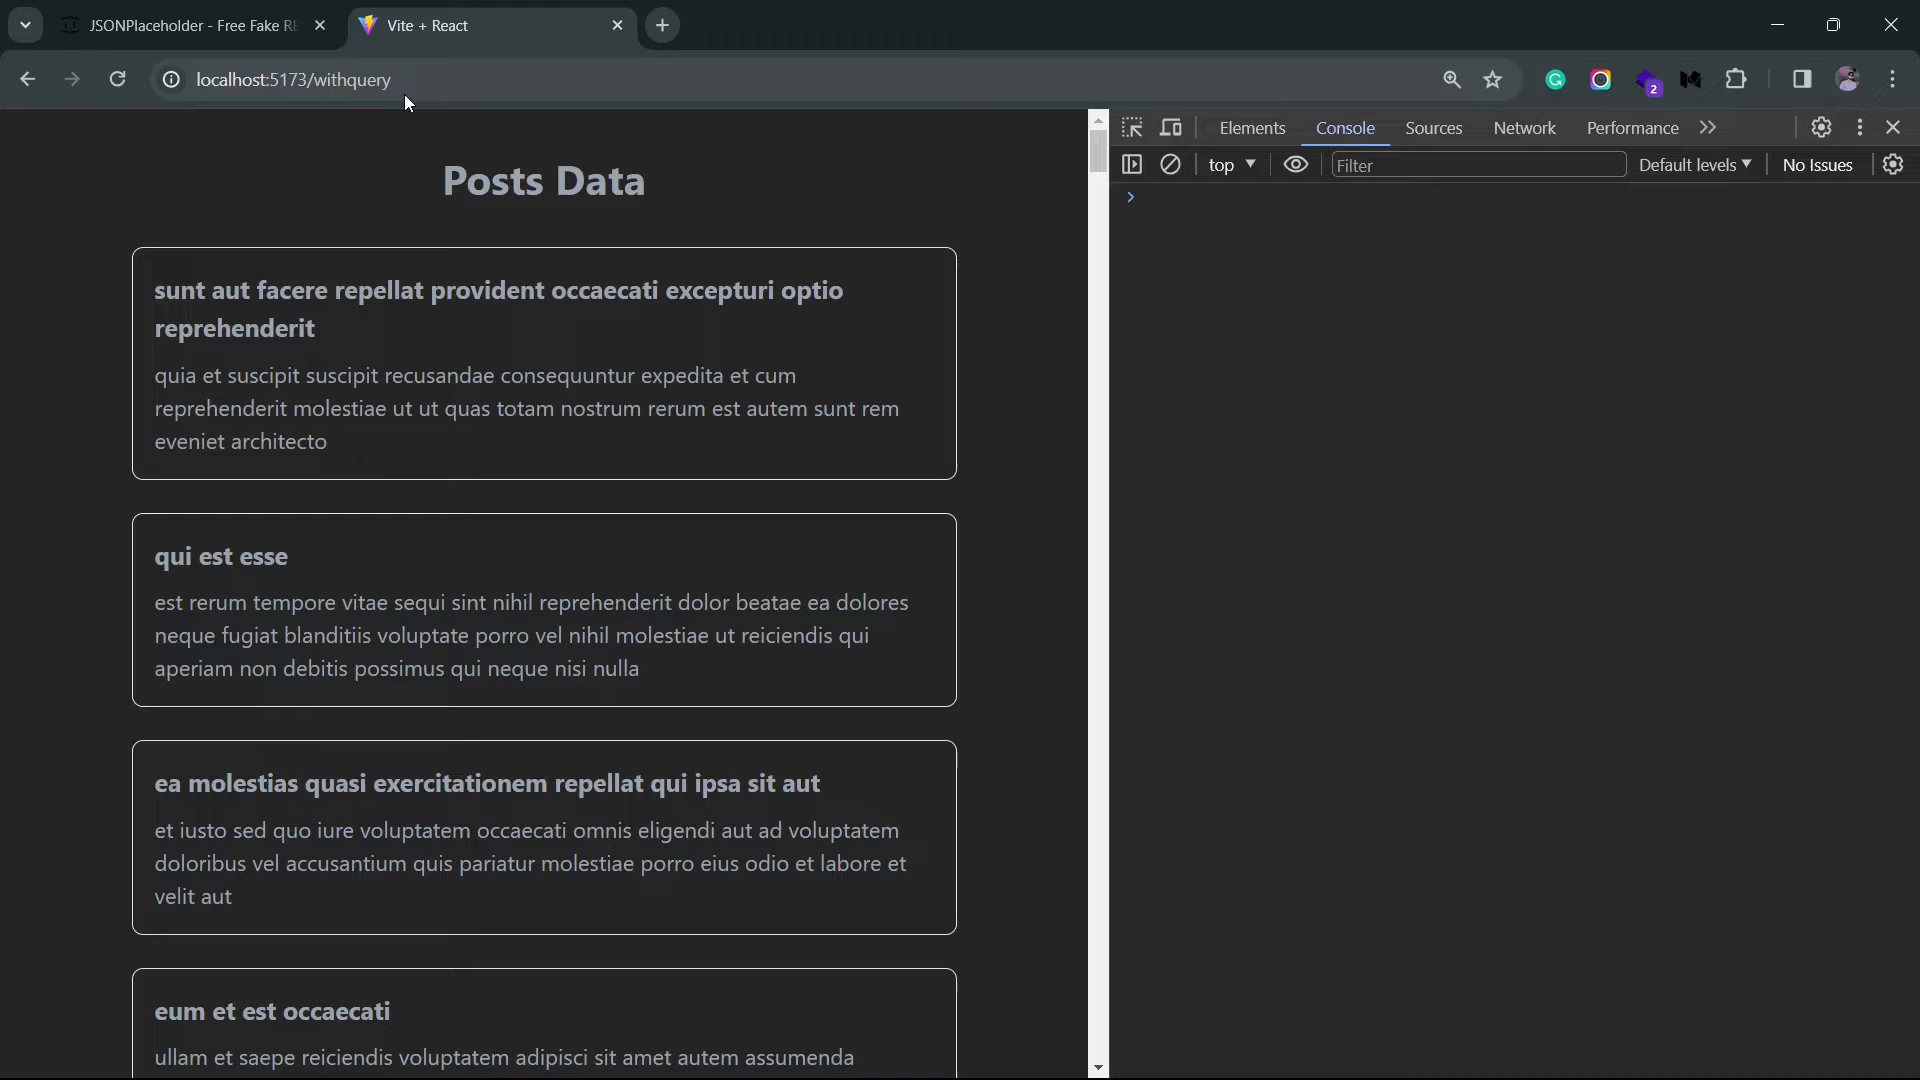 JSONPlaceholder - Free Fake RE
Vite + React
localhost:5173/withquery
2
Elements
Console
Sources
Network
Performance
top
Filter
Default levels
No Issues
Posts Data
sunt aut facere repellat provident occaecati excepturi optio
reprehenderit
quia et suscipit suscipit recusandae consequuntur expedita et cum
reprehenderit molestiae ut ut quas totam nostrum rerum est autem sunt rem
eveniet architecto
qui est esse
est rerum tempore vitae sequi sint nihil reprehenderit dolor beatae ea dolores
neque fugiat blanditiis voluptate porro vel nihil molestiae ut reiciendis qui
aperiam non debitis possimus qui neque nisi nulla
ea molestias quasi exercitationem repellat qui ipsa sit aut
et iusto sed quo iure voluptatem occaecati omnis eligendi aut ad voluptatem
doloribus vel accusantium quis pariatur molestiae porro eius odio et labore et
velit aut
eum et est occaecati
ullam et saepe reiciendis voluptatem adipisci sit amet autem assumenda